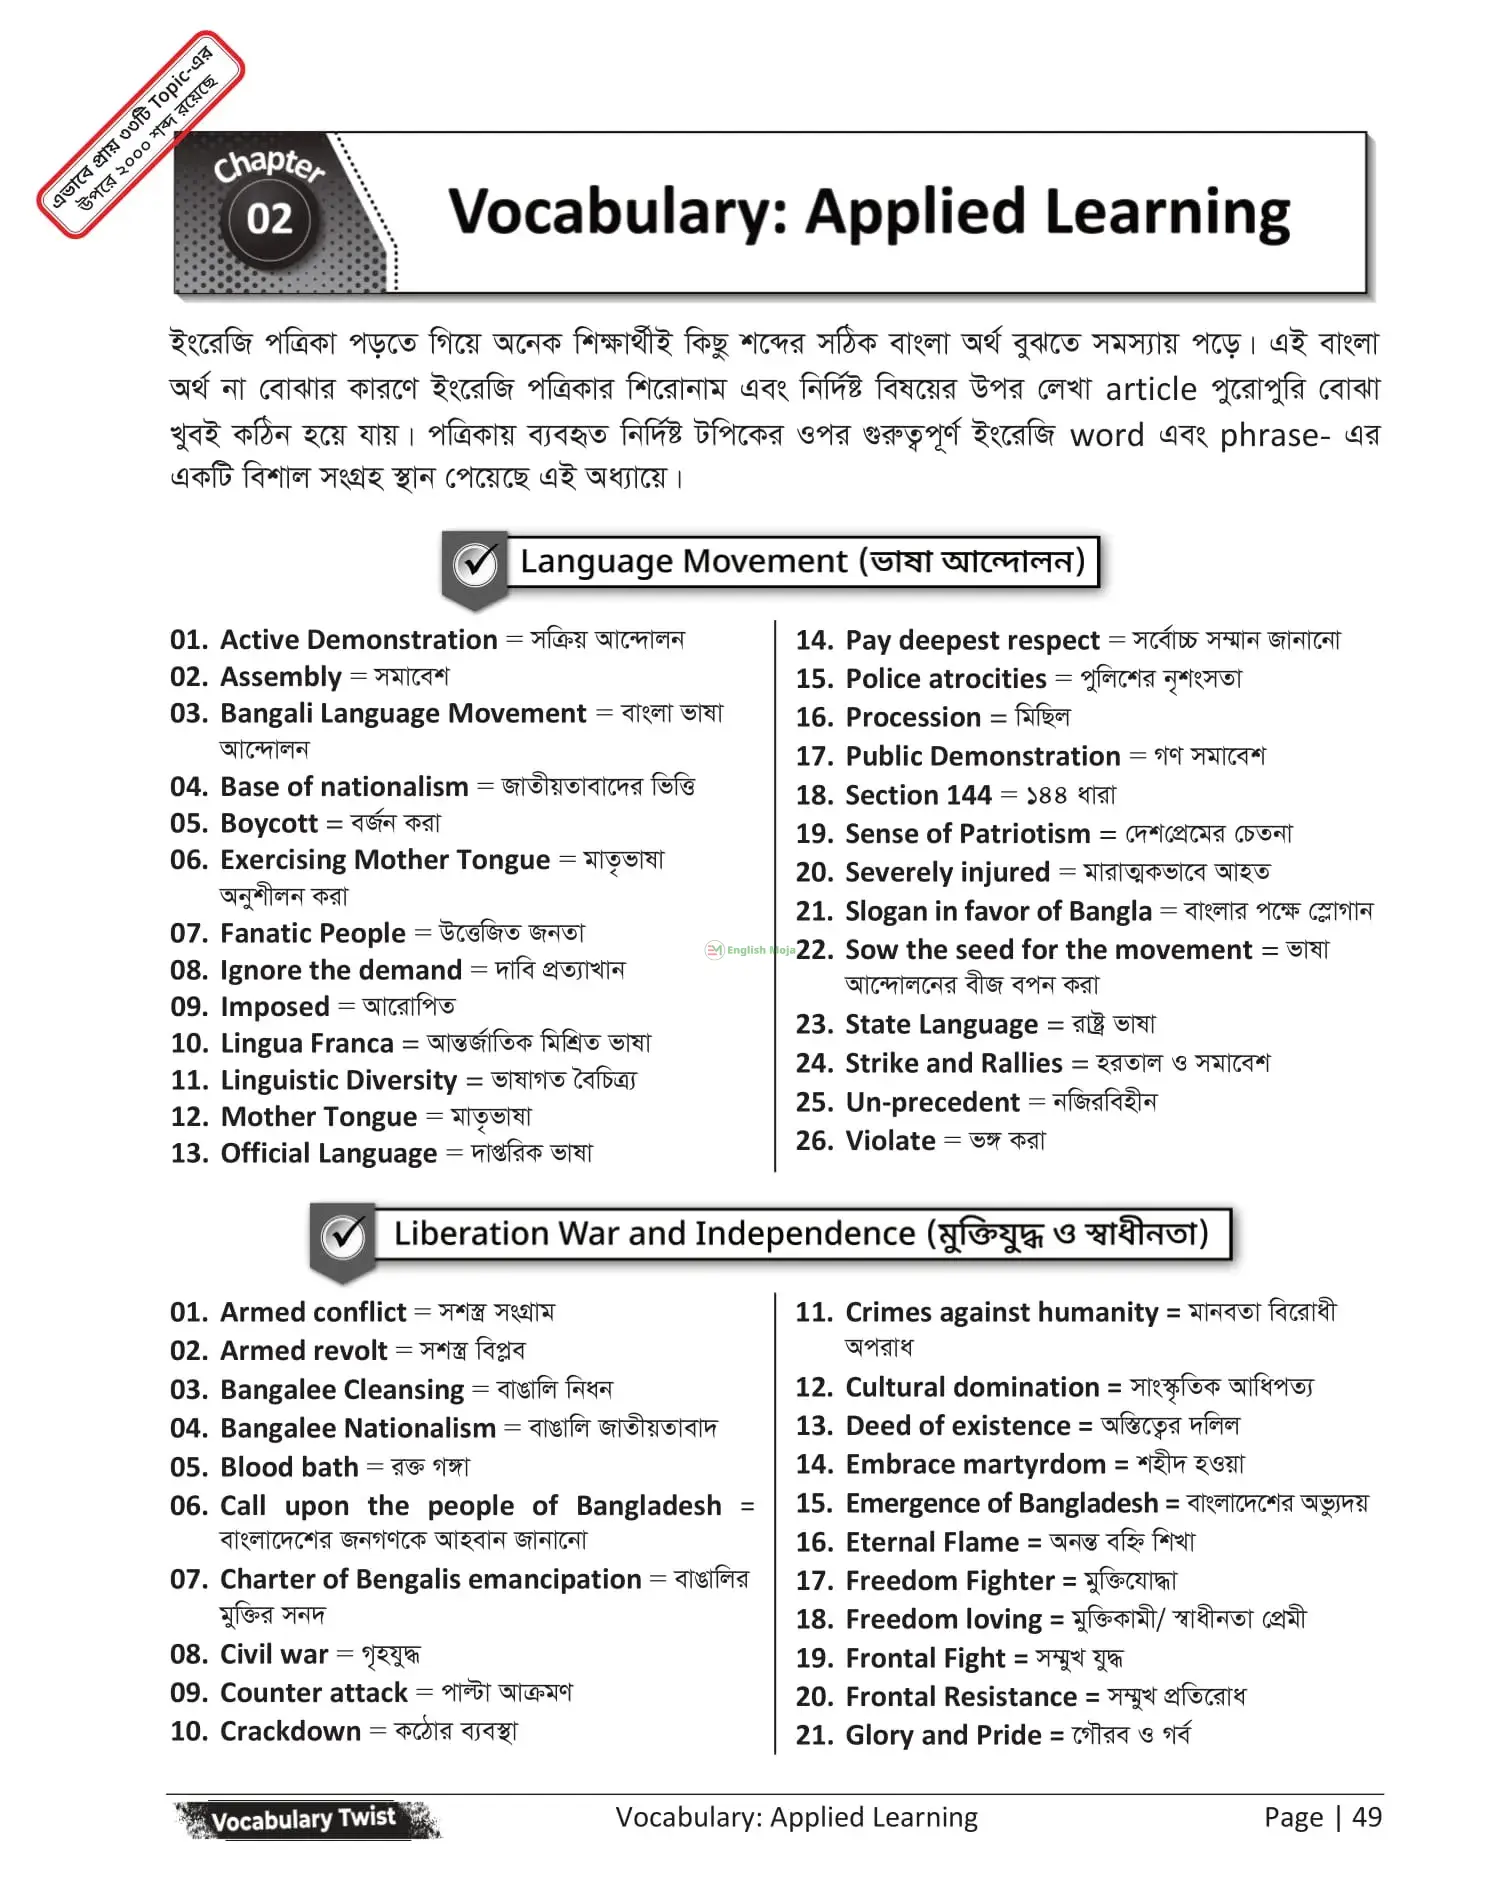 এভাবে প্রায় ৩৩টি Topic-এর
উপরে ২০০০ শব্দ রয়েছে
Chapter
02
Vocabulary: Applied Learning
ইংরেজি পত্রিকা পড়তে গিয়ে অনেক শিক্ষার্থীই কিছু শব্দের সঠিক বাংলা অর্থ বুঝতে সমস্যায় পড়ে। এই বাংলা
অর্থ না বোঝার কারণে ইংরেজি পত্রিকার শিরোনাম এবং নির্দিষ্ট বিষয়ের উপর লেখা article পুরোপুরি বোঝা
খুবই কঠিন হয়ে যায়। পত্রিকায় ব্যবহৃত নির্দিষ্ট টপিকের ওপর গুরুত্বপূর্ণ ইংরেজি word এবং phrase- এর
একটি বিশাল সংগ্রহ স্থান পেয়েছে এই অধ্যায়ে।
Language Movement (ভাষা আন্দোলন)
01. Active Demonstration = সক্রিয় আন্দোলন
02. Assembly = সমাবেশ
03. Bangali Language Movement = বাংলা ভাষা
আন্দোলন
04. Base of nationalism = জাতীয়তাবাদের ভিত্তি
05. Boycott = বর্জন করা
06. Exercising Mother Tongue = মাতৃভাষা
অনুশীলন করা
07. Fanatic People = উত্তেজিত জনতা
08. Ignore the demand = দাবি প্রত্যাখান
09. Imposed = আরোপিত
10. Lingua Franca = আন্তর্জাতিক মিশ্রিত ভাষা
11. Linguistic Diversity = ভাষাগত বৈচিত্র্য
12. Mother Tongue = মাতৃভাষা
13. Official Language = দাপ্তরিক ভাষা
14. Pay deepest respect = সর্বোচ্চ সম্মান জানানো
15. Police atrocities = পুলিশের নৃশংসতা
16. Procession = মিছিল
17. Public Demonstration = গণ সমাবেশ
18. Section 144 = ১৪৪ ধারা
19. Sense of Patriotism = দেশপ্রেমের চেতনা
20. Severely injured = মারাত্মকভাবে আহত
21. Slogan in favor of Bangla = বাংলার পক্ষে স্লোগান
22. Sow the seed for the movement = ভাষা
আন্দোলনের বীজ বপন করা
23. State Language = রাষ্ট্র ভাষা
24. Strike and Rallies = হরতাল ও সমাবেশ
25. Un-precedent = নজিরবিহীন
26. Violate = ভঙ্গ করা
English Moja
Liberation War and Independence (মুক্তিযুদ্ধ ও স্বাধীনতা)
01. Armed conflict = সশস্ত্র সংগ্রাম
02. Armed revolt = সশস্ত্র বিপ্লব
03. Bangalee Cleansing = বাঙালি নিধন
04. Bangalee Nationalism = বাঙালি জাতীয়তাবাদ
05. Blood bath = রক্ত গঙ্গা
06. Call upon the people of Bangladesh =
বাংলাদেশের জনগণকে আহবান জানানো
07. Charter of Bengalis emancipation = বাঙালির
মুক্তির সনদ
08. Civil war = গৃহযুদ্ধ
09. Counter attack = পাল্টা আক্রমণ
10. Crackdown = কঠোর ব্যবস্থা
11. Crimes against humanity = মানবতা বিরোধী
অপরাধ
12. Cultural domination = সাংস্কৃতিক আধিপত্য
13. Deed of existence = অস্তিত্বের দলিল
14. Embrace martyrdom = শহীদ হওয়া
15. Emergence of Bangladesh = বাংলাদেশের অভ্যুদয়
16. Eternal Flame = অনন্ত বহ্নি শিখা
17. Freedom Fighter = মুক্তিযোদ্ধা
18. Freedom loving = মুক্তিকামী/ স্বাধীনতা প্রেমী
19. Frontal Fight = সম্মুখ যুদ্ধ
20. Frontal Resistance = সম্মুখ প্রতিরোধ
21. Glory and Pride = গৌরব ও গর্ব
Vocabulary Twist
Vocabulary: Applied Learning
Page | 49